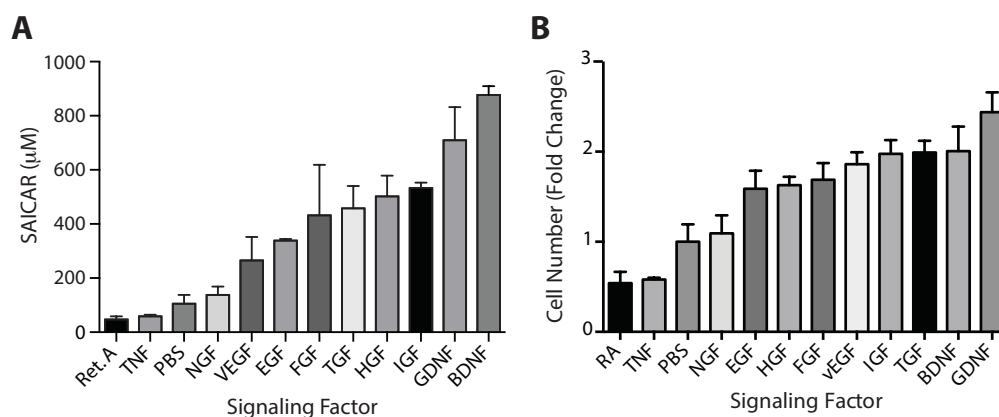 A
SAICAR (μM)
1000
800
600
400
200
0
Ret. A
TNF
PBS
NGF
VEGF
EGF
FGF
TGF
HGF
IGF
GDNF
BDNF
Signaling Factor
B
Cell Number (Fold Change)
3
2
1
0
RA
TNF
PBS
NGF
EGF
HGF
FGF
vEGF
IGF
TGF
BDNF
GDNF
Signaling Factor